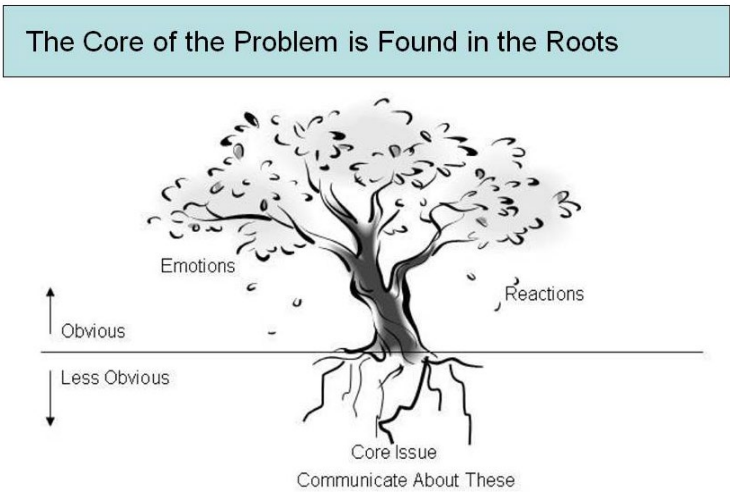 The Core of the Problem is Found in the Roots
Emotions
Reactions
Obvious
Less Obvious
Core Issue
Communicate About These